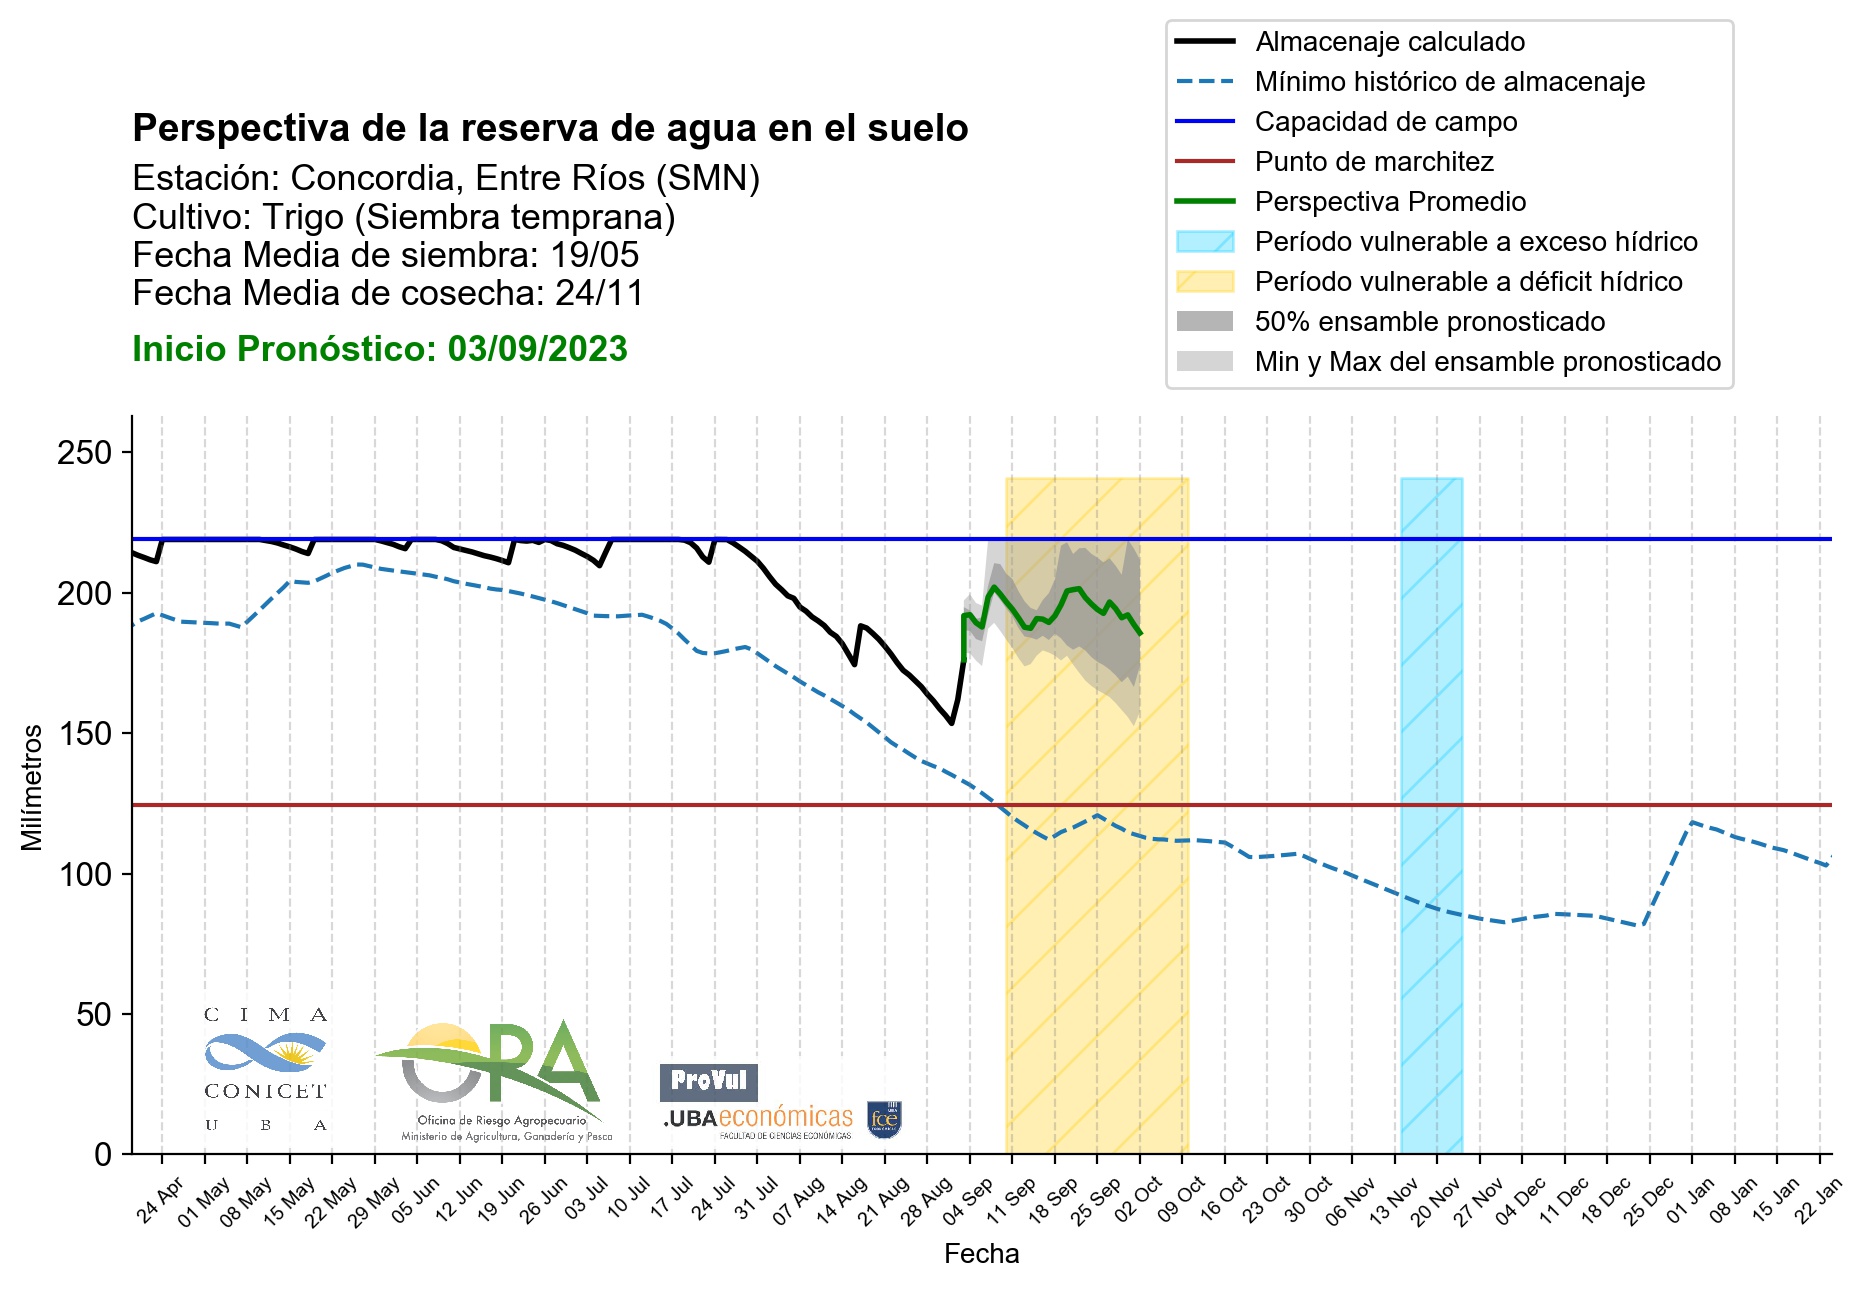 Almacenaje calculado
Mínimo histórico de almacenaje
Capacidad de campo
Punto de marchitez
Perspectiva Promedio
Período vulnerable a exceso hídrico
Período vulnerable a déficit hídrico
50% ensamble pronosticado
Min y Max del ensamble pronosticado
Perspectiva de la reserva de agua en el suelo
Estación: Concordia, Entre Ríos (SMN)
Cultivo: Trigo (Siembra temprana)
Fecha Media de siembra: 19/05
Fecha Media de cosecha: 24/11
Inicio Pronóstico: 03/09/2023
250
200
150
100
50
0
Milímetros
CIMA
CONICET
UBA
ORA
Oficina de Riesgo Agropecuario
Ministerio de Agricultura, Ganadería y Pesca
ProVul
.UBAeconómicas
FACULTAD DE CIENCIAS ECONÓMICAS
fce
24 Apr
01 May
08 May
15 May
22 May
29 May
05 Jun
12 Jun
19 Jun
26 Jun
03 Jul
10 Jul
17 Jul
24 Jul
31 Jul
07 Aug
14 Aug
21 Aug
28 Aug
04 Sep
11 Sep
18 Sep
25 Sep
02 Oct
09 Oct
16 Oct
23 Oct
30 Oct
06 Nov
13 Nov
20 Nov
27 Nov
04 Dec
11 Dec
18 Dec
25 Dec
01 Jan
08 Jan
15 Jan
22 Jan
Fecha